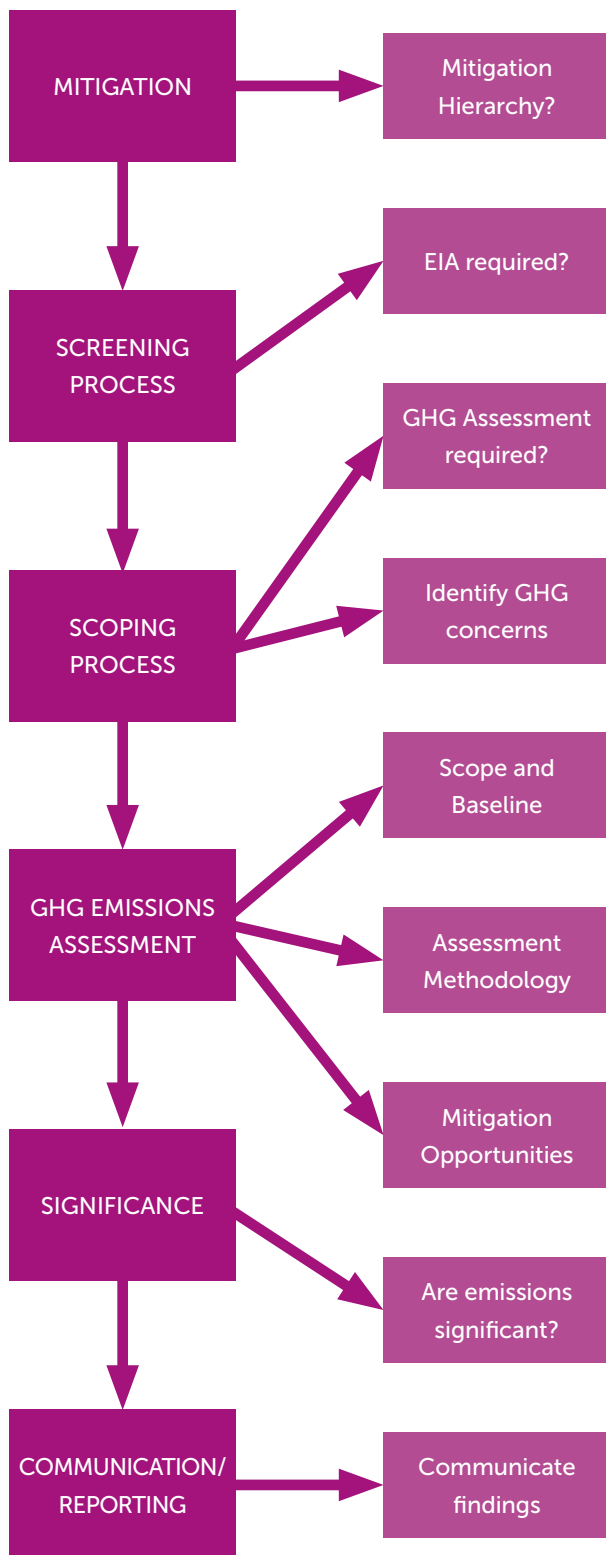 MITIGATION
Mitigation
Hierarchy?
EIA required?
SCREENING
PROCESS
GHG Assessment
required?
SCOPING
PROCESS
Identify GHG
concerns
Scope and
Baseline
GHG EMISSIONS
ASSESSMENT
Assessment
Methodology
Mitigation
Opportunities
SIGNIFICANCE
Are emissions
significant?
COMMUNICATION/
REPORTING
Communicate
findings